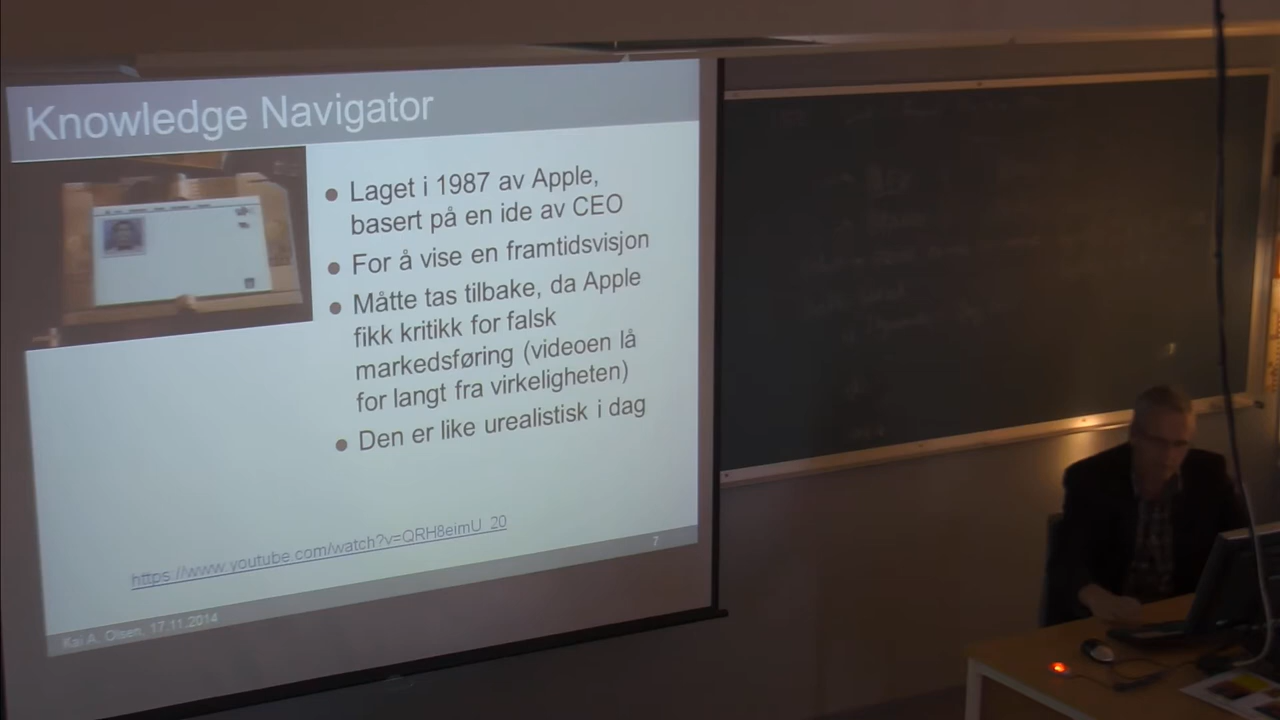 Knowledge Navigator
• Laget i 1987 av Apple,
basert på en ide av CEO
• For å vise en framtidsvisjon
• Måtte tas tilbake, da Apple
fikk kritikk for falsk
markedsføring (videoen lå
for langt fra virkeligheten)
• Den er like urealistisk i dag
https://www.youtube.com/watch?v=QRH8eimU_20
7
Kai A. Olsen, 17.11.2014